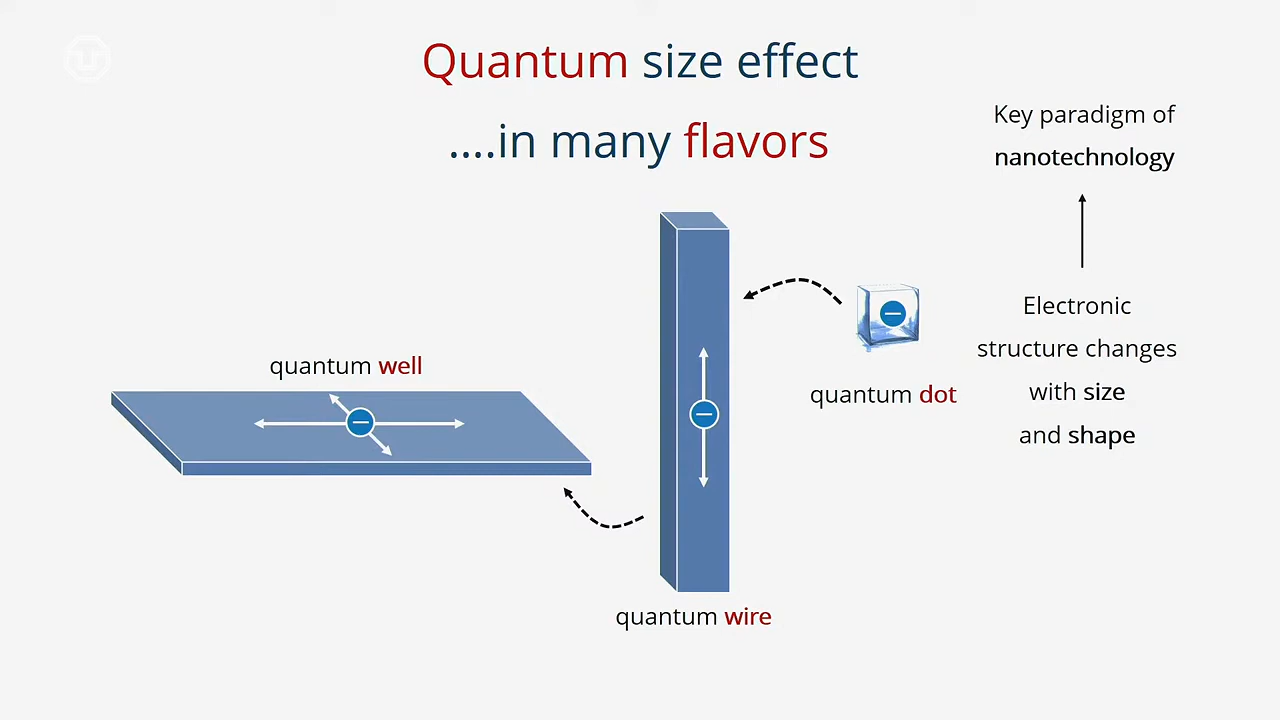 Quantum size effect
....in many flavors
Key paradigm of
nanotechnology
Electronic
structure changes
with size
and shape
quantum well
quantum dot
quantum wire